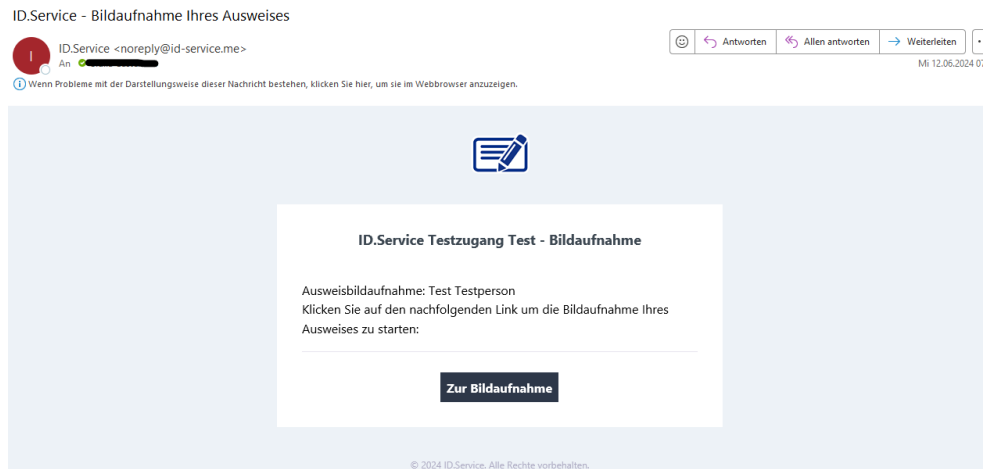 ID.Service - Bildaufnahme Ihres Ausweises
I
ID.Service <noreply@id-service.me>
An
Antworten
Allen antworten
Weiterleiten
Mi 12.06.2024 07
Wenn Probleme mit der Darstellungsweise dieser Nachricht bestehen, klicken Sie hier, um sie im Webbrowser anzuzeigen.
ID.Service Testzugang Test - Bildaufnahme
Ausweisbildaufnahme: Test Testperson
Klicken Sie auf den nachfolgenden Link um die Bildaufnahme Ihres
Ausweises zu starten:
Zur Bildaufnahme
© 2024 ID.Service. Alle Rechte vorbehalten.